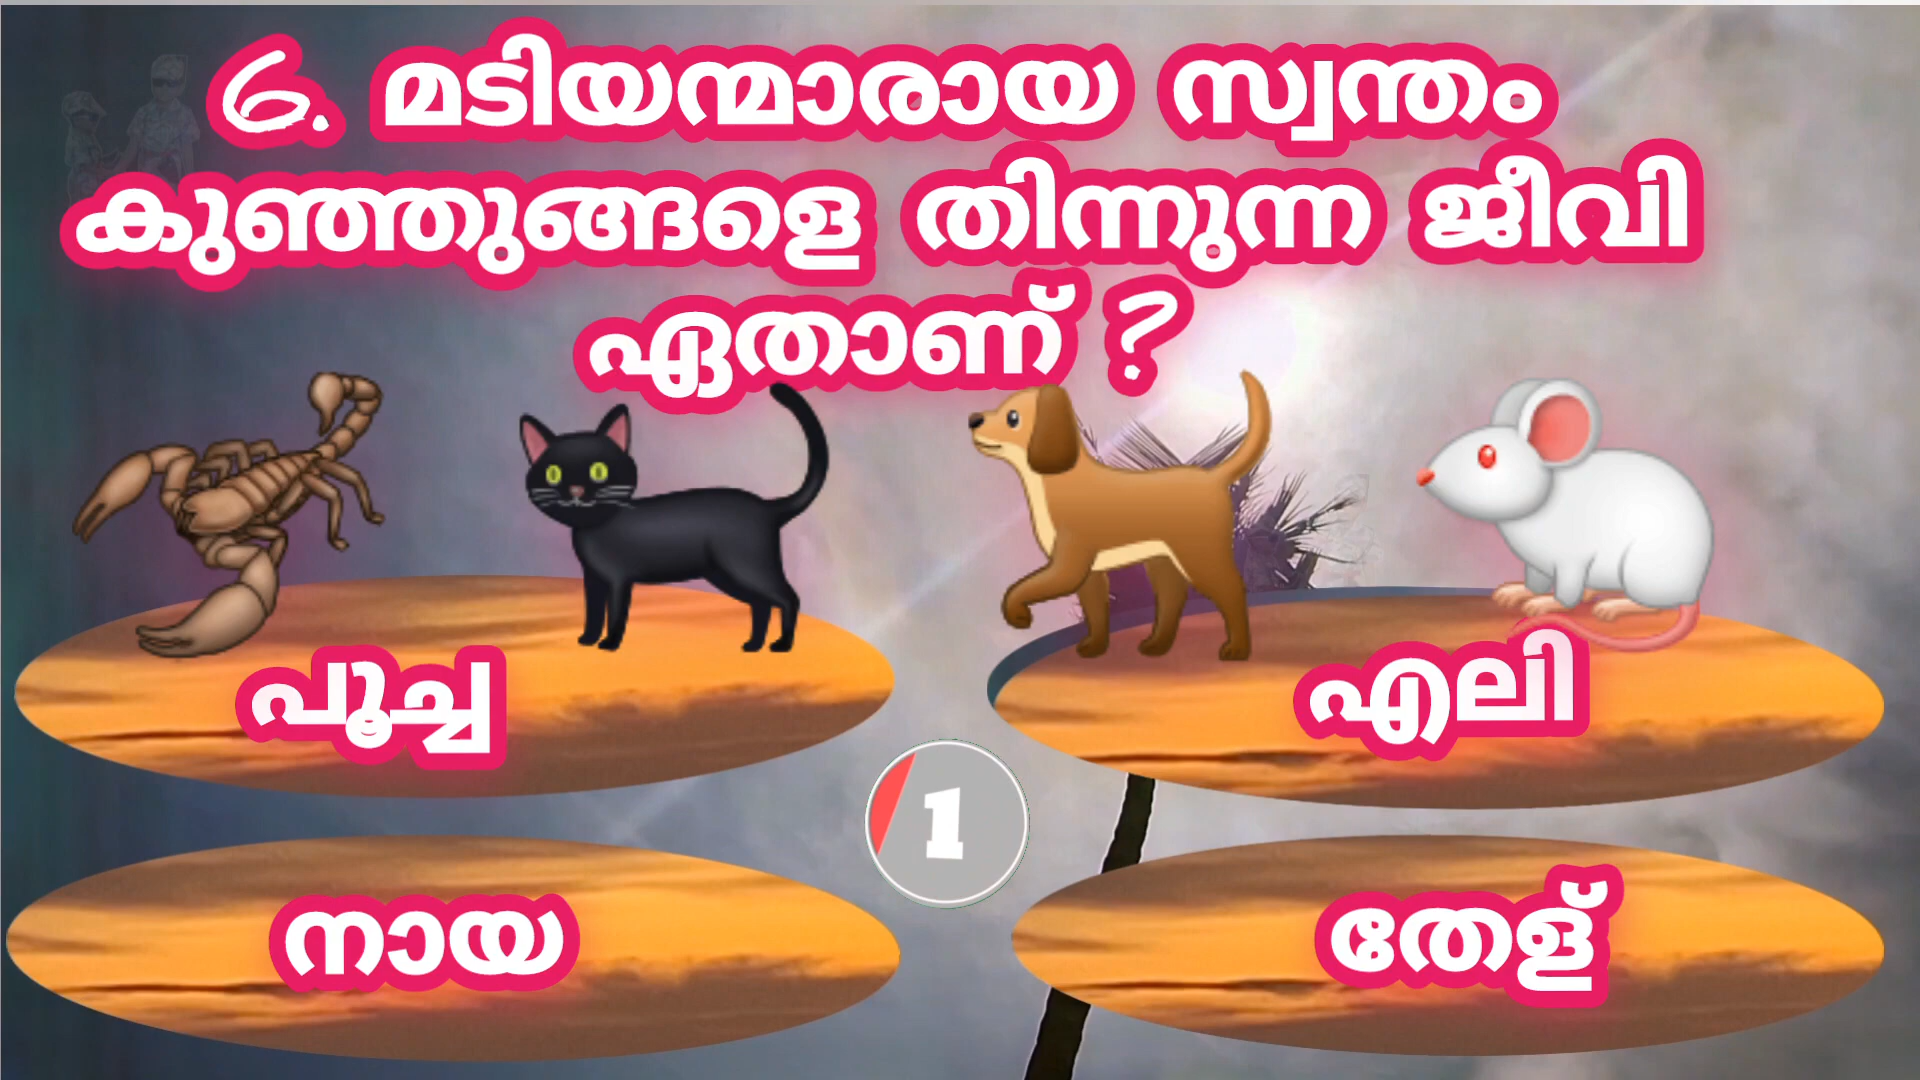 6. മടിയന്മാരായ സ്വന്തം
കുഞ്ഞുങ്ങളെ തിന്നുന്ന ജീവി
ഏതാണ് ?
പൂച്ച
എലി
1
നായ
തേള്